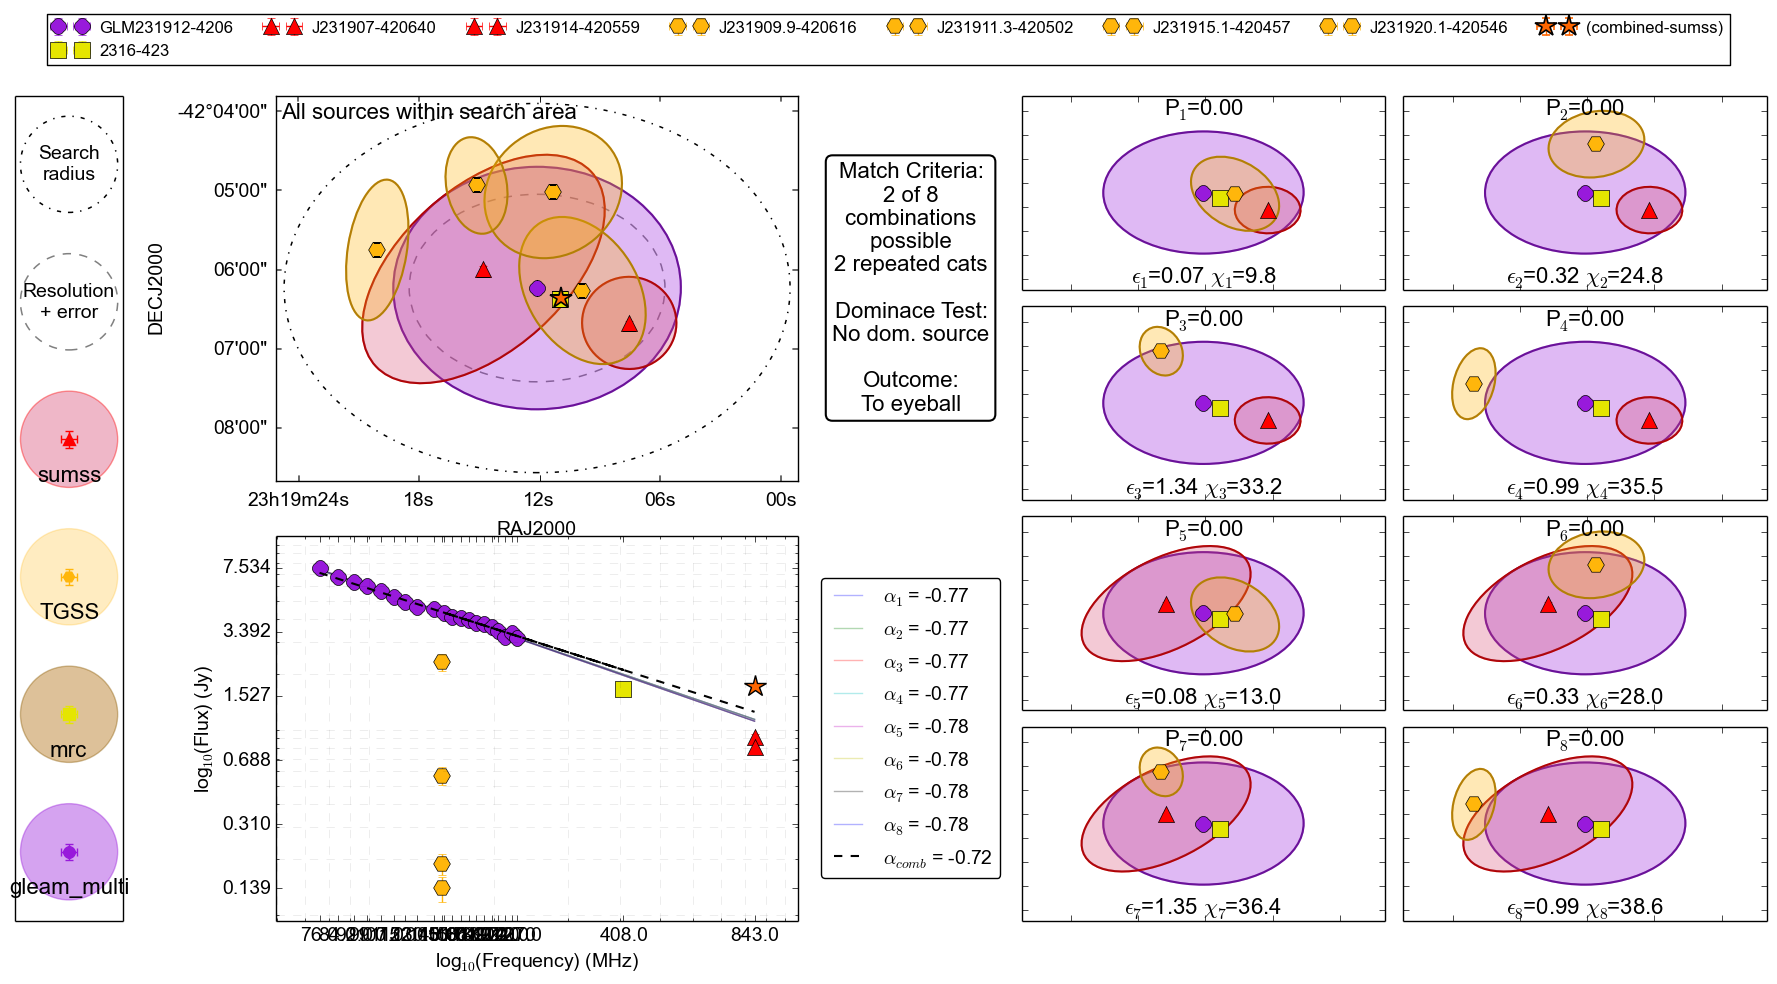 GLM231912-4206 J231907-420640 J231914-420559 J231909.9-420616 J231911.3-420502 J231915.1-420457 J231920.1-420546 (combined-sumss)
2316-423
Search
radius
Resolution
+ error
sumss
TGSS
mrc
gleam_multi
All sources within search area
-42°04'00"
05'00"
06'00"
07'00"
08'00"
DECJ2000
23h19m24s 18s 12s 06s 00s
RAJ2000
Match Criteria:
2 of 8
combinations
possible
2 repeated cats
Dominace Test:
No dom. source
Outcome:
To eyeball
7.534
3.392
1.527
0.688
0.310
0.139
log10(Flux) (Jy)
408.0 843.0
log10(Frequency) (MHz)
α1 = -0.77
α2 = -0.77
α3 = -0.77
α4 = -0.77
α5 = -0.78
α6 = -0.78
α7 = -0.78
α8 = -0.78
αcomb = -0.72
P1=0.00
ϵ1=0.07 χ1=9.8
P2=0.00
ϵ2=0.32 χ2=24.8
P3=0.00
ϵ3=1.34 χ3=33.2
P4=0.00
ϵ4=0.99 χ4=35.5
P5=0.00
ϵ5=0.08 χ5=13.0
P6=0.00
ϵ6=0.33 χ6=28.0
P7=0.00
ϵ7=1.35 χ7=36.4
P8=0.00
ϵ8=0.99 χ8=38.6